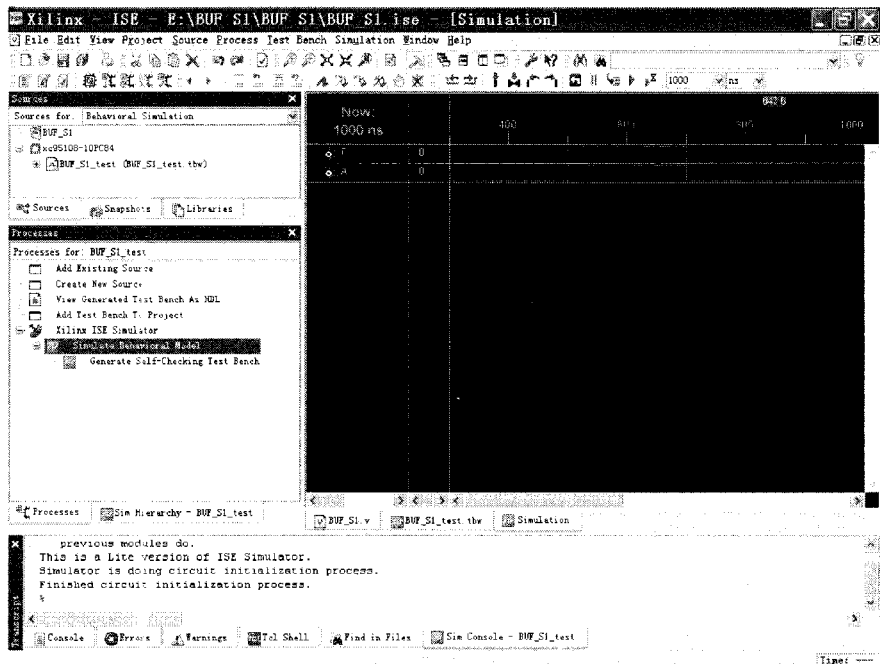 Xilinx - ISE - E:\BUF S1\BUF S1\BUF S1.ise - [Simulation]
File Edit View Project Source Process Test Bench Simulation Window Help
1000 ns
Sources
Sources for: Behavioral Simulation
BUF_S1
xc95108-10PC84
BUF_S1_test (BUF_S1_test.tbw)
Sources Snapshots Libraries
Now:
1000 ns
400
1000
0
A 0
Processes
Processes for: BUF_S1_test
Add Existing Source
Create New Source
View Generated Test Bench As HDL
Add Test Bench To Project
Xilinx ISE Simulator
Simulate Behavioral Model
Generate Self-Checking Test Bench
Processes Sim Hierarchy - BUF_S1_test
BUF_S1.v BUF_S1_test.tbw Simulation
previous modules do.
This is a Lite version of ISE Simulator.
Simulator is doing circuit initialization process.
Finished circuit initialization process.
%
Transcript
Console Errors Warnings Tcl Shell Find in Files Sim Console - BUF_S1_test
Time: ---